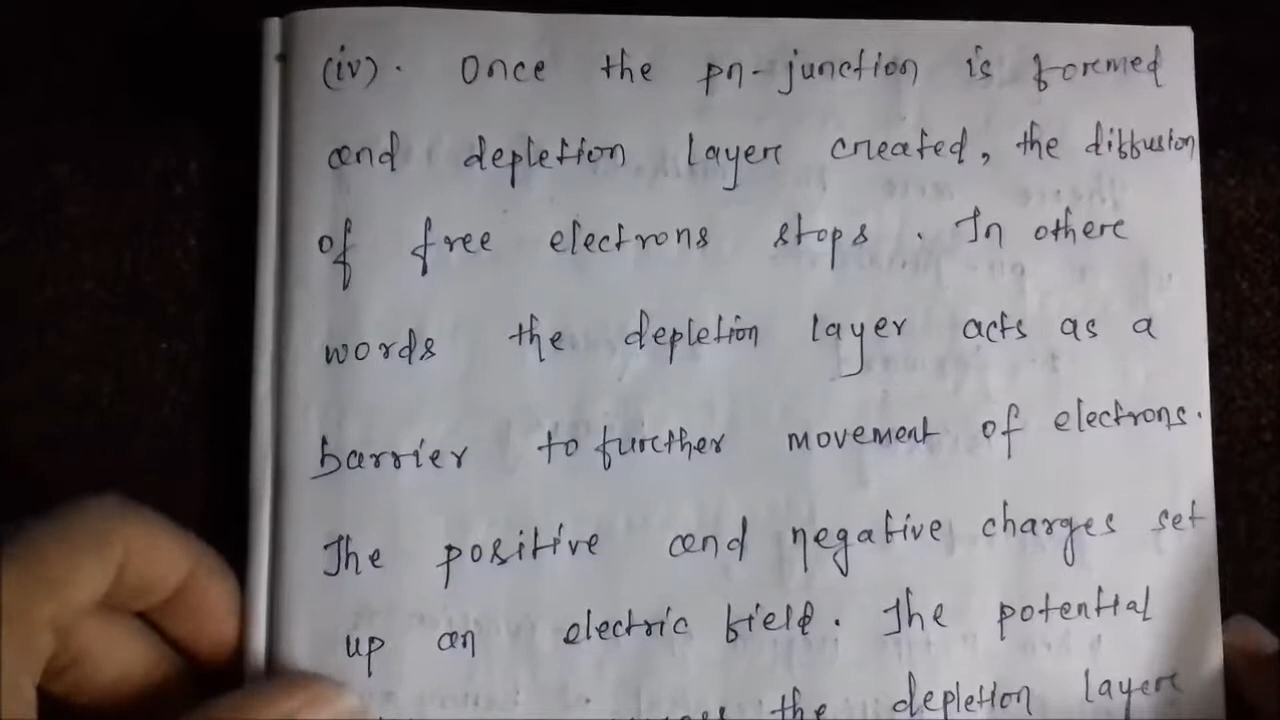 (iv). Once the pn-junction is formed
and depletion layer created, the diffusion
of free electrons stops. In other
words the depletion layer acts as a
barrier to further movement of electrons.
The positive and negative charges set
up an electric field. The potential
the depletion layer